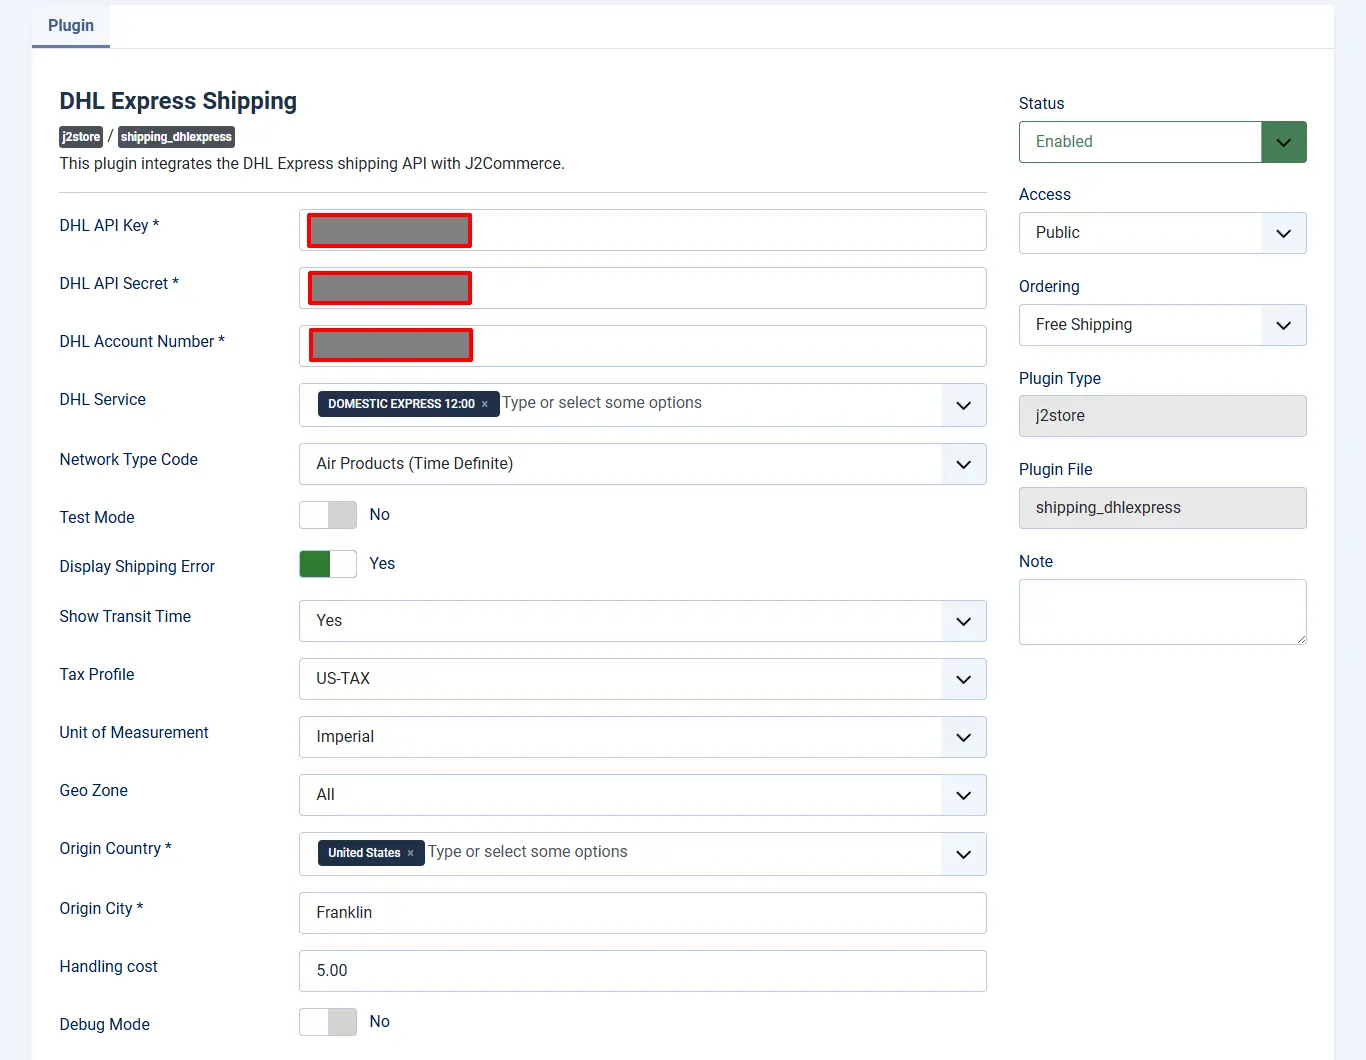 Plugin
DHL Express Shipping
j2store / shipping_dhlexpress
This plugin integrates the DHL Express shipping API with J2Commerce.
DHL API Key *
DHL API Secret *
DHL Account Number *
DHL Service
DOMESTIC EXPRESS 12:00 × Type or select some options
Network Type Code
Air Products (Time Definite)
Test Mode
No
Display Shipping Error
Yes
Show Transit Time
Yes
Tax Profile
US-TAX
Unit of Measurement
Imperial
Geo Zone
All
Origin Country *
United States × Type or select some options
Origin City *
Franklin
Handling cost
5.00
Debug Mode
No
Status
Enabled
Access
Public
Ordering
Free Shipping
Plugin Type
j2store
Plugin File
shipping_dhlexpress
Note